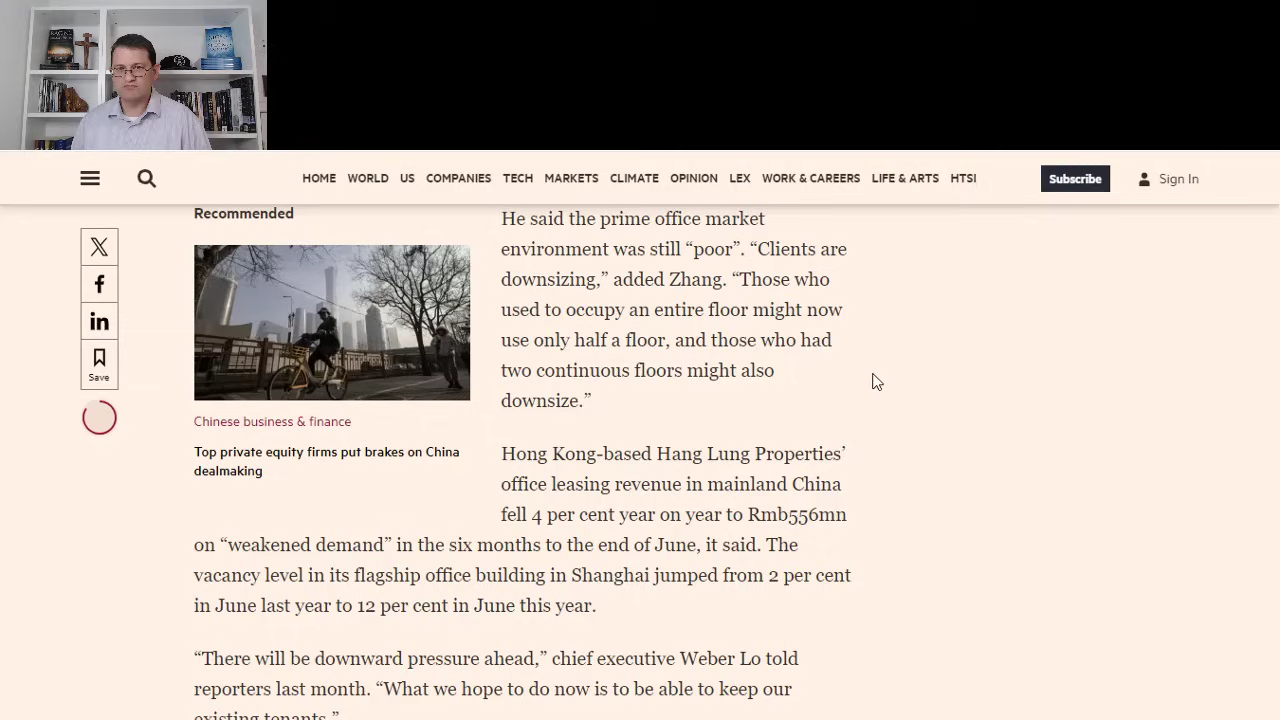 HOME WORLD US COMPANIES TECH MARKETS CLIMATE OPINION LEX WORK & CAREERS LIFE & ARTS HTSI
Subscribe
Sign In
Save
Recommended
Chinese business & finance
Top private equity firms put brakes on China
dealmaking
He said the prime office market
environment was still “poor”. “Clients are
downsizing,” added Zhang. “Those who
used to occupy an entire floor might now
use only half a floor, and those who had
two continuous floors might also
downsize.”
Hong Kong-based Hang Lung Properties’
office leasing revenue in mainland China
fell 4 per cent year on year to Rmb556mn
on “weakened demand” in the six months to the end of June, it said. The
vacancy level in its flagship office building in Shanghai jumped from 2 per cent
in June last year to 12 per cent in June this year.
“There will be downward pressure ahead,” chief executive Weber Lo told
reporters last month. “What we hope to do now is to be able to keep our
existing tenants.”